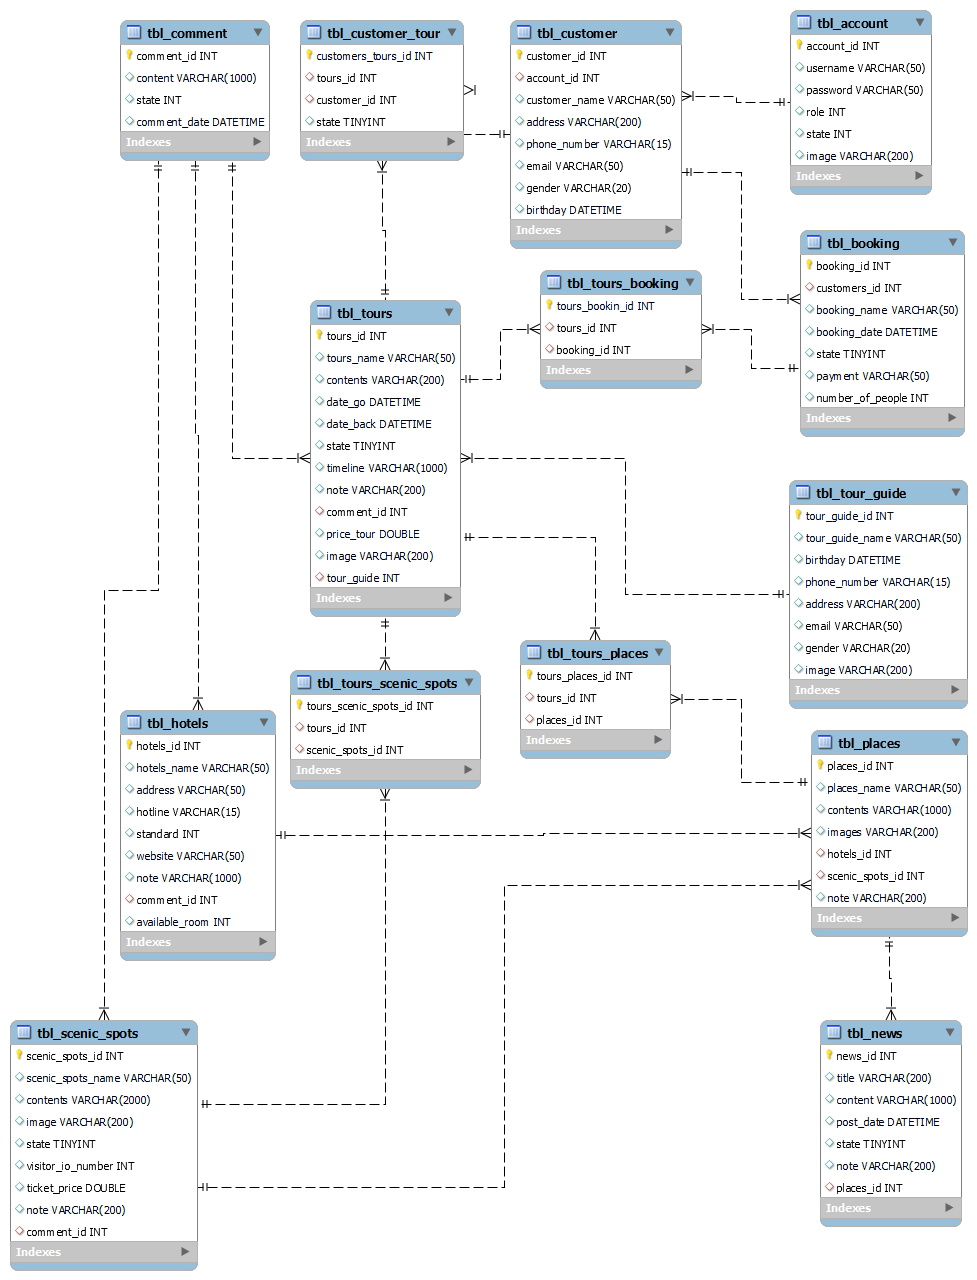 tbl_comment
comment_id INT
content VARCHAR(1000)
state INT
comment_date DATETIME
Indexes
tbl_customer_tour
customers_tours_id INT
tours_id INT
customer_id INT
state TINYINT
Indexes
tbl_customer
customer_id INT
account_id INT
customer_name VARCHAR(50)
address VARCHAR(200)
phone_number VARCHAR(15)
email VARCHAR(50)
gender VARCHAR(20)
birthday DATETIME
Indexes
tbl_account
account_id INT
username VARCHAR(50)
password VARCHAR(50)
role INT
state INT
image VARCHAR(200)
Indexes
tbl_booking
booking_id INT
customers_id INT
booking_name VARCHAR(50)
booking_date DATETIME
state TINYINT
payment VARCHAR(50)
number_of_people INT
Indexes
tbl_tours_booking
tours_bookin_id INT
tours_id INT
booking_id INT
Indexes
tbl_tours
tours_id INT
tours_name VARCHAR(50)
contents VARCHAR(200)
date_go DATETIME
date_back DATETIME
state TINYINT
timeline VARCHAR(1000)
note VARCHAR(200)
comment_id INT
price_tour DOUBLE
image VARCHAR(200)
tour_guide INT
Indexes
tbl_tour_guide
tour_guide_id INT
tour_guide_name VARCHAR(50)
birthday DATETIME
phone_number VARCHAR(15)
address VARCHAR(200)
email VARCHAR(50)
gender VARCHAR(20)
image VARCHAR(200)
Indexes
tbl_tours_places
tours_places_id INT
tours_id INT
places_id INT
Indexes
tbl_tours_scenic_spots
tours_scenic_spots_id INT
tours_id INT
scenic_spots_id INT
Indexes
tbl_hotels
hotels_id INT
hotels_name VARCHAR(50)
address VARCHAR(50)
hotline VARCHAR(15)
standard INT
website VARCHAR(50)
note VARCHAR(1000)
comment_id INT
available_room INT
Indexes
tbl_places
places_id INT
places_name VARCHAR(50)
contents VARCHAR(1000)
images VARCHAR(200)
hotels_id INT
scenic_spots_id INT
note VARCHAR(200)
Indexes
tbl_scenic_spots
scenic_spots_id INT
scenic_spots_name VARCHAR(50)
contents VARCHAR(2000)
image VARCHAR(200)
state TINYINT
visitor_io_number INT
ticket_price DOUBLE
note VARCHAR(200)
comment_id INT
Indexes
tbl_news
news_id INT
title VARCHAR(200)
content VARCHAR(1000)
post_date DATETIME
state TINYINT
note VARCHAR(200)
places_id INT
Indexes